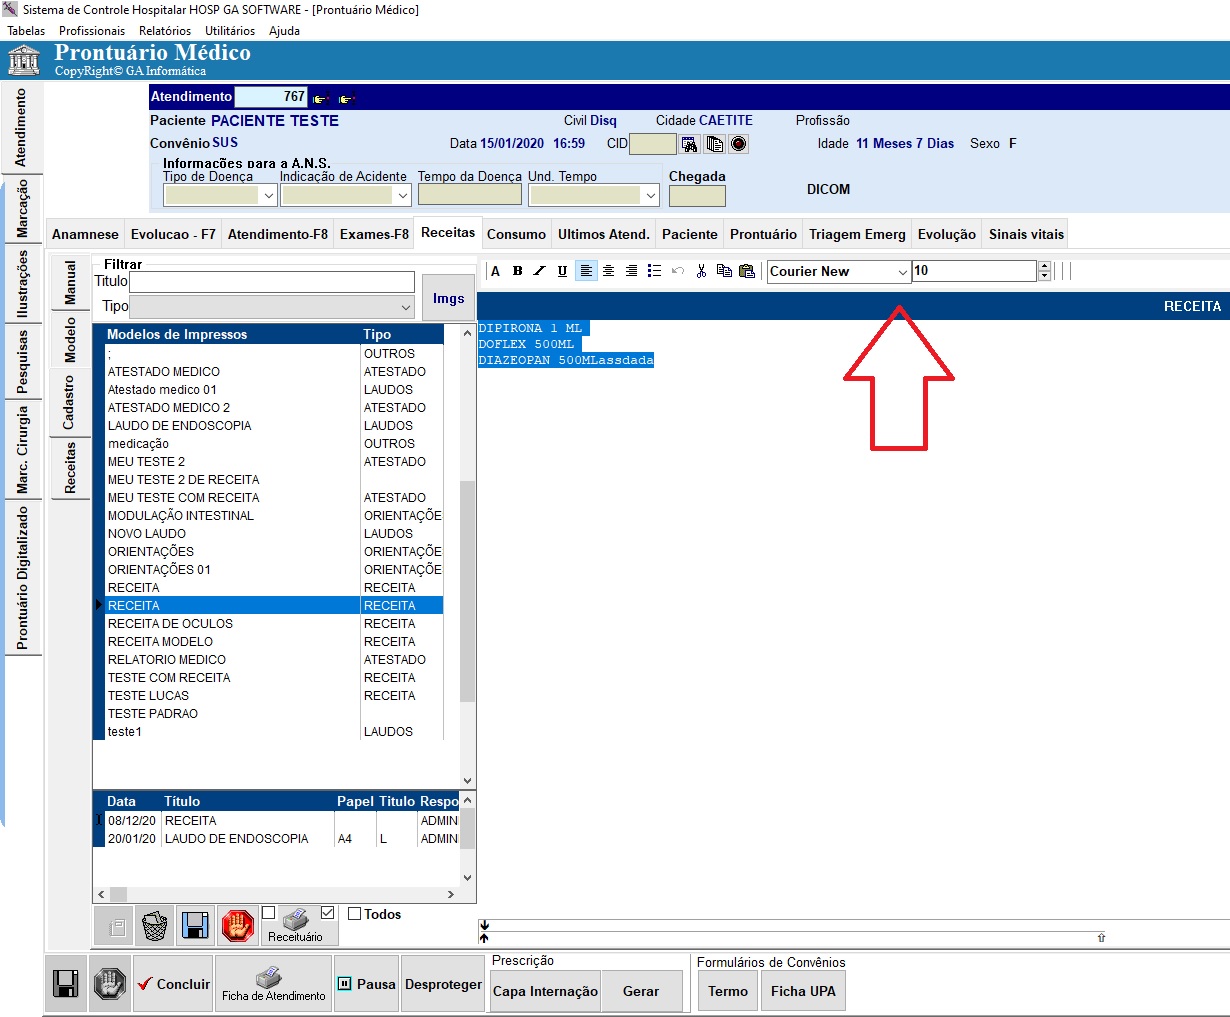 Sistema de Controle Hospitalar HOSP GA SOFTWARE - [Prontuário Médico]
Tabelas Profissionais Relatórios Utilitários Ajuda
Prontuário Médico
CopyRight© GA Informática
Atendimento 767
Paciente PACIENTE TESTE Civil Disq Cidade CAETITE Profissão
Convênio SUS Data 15/01/2020 16:59 CID Idade 11 Meses 7 Dias Sexo F
Informações para a A.N.S.
Tipo de Doença Indicação de Acidente Tempo da Doença Und. Tempo Chegada
DICOM
Atendimento
Marcação
Ilustrações
Pesquisas
Marc. Cirurgia
Prontuário Digitalizado
Anamnese Evolucao - F7 Atendimento-F8 Exames-F8 Receitas Consumo Ultimos Atend. Paciente Prontuário Triagem Emerg Evolução Sinais vitais
Manual
Modelo
Cadastro
Receitas
Filtrar
Titulo
Tipo
Imgs
A B I U Courier New 10
RECEITA
DIPIRONA 1 ML
DOFLEX 500ML
DIAZEOPAN 500MLassdada
Modelos de Impressos Tipo
; OUTROS
ATESTADO MEDICO ATESTADO
Atestado medico 01 LAUDOS
ATESTADO MEDICO 2 ATESTADO
LAUDO DE ENDOSCOPIA LAUDOS
medicação OUTROS
MEU TESTE 2 ATESTADO
MEU TESTE 2 DE RECEITA
MEU TESTE COM RECEITA ATESTADO
MODULAÇÃO INTESTINAL ORIENTAÇÕE
NOVO LAUDO LAUDOS
ORIENTAÇÕES ORIENTAÇÕE
ORIENTAÇÕES 01 ORIENTAÇÕE
RECEITA RECEITA
RECEITA RECEITA
RECEITA DE OCULOS RECEITA
RECEITA MODELO RECEITA
RELATORIO MEDICO ATESTADO
TESTE COM RECEITA RECEITA
TESTE LUCAS RECEITA
TESTE PADRAO
teste1 LAUDOS
Data Título Papel Titulo Respo
08/12/20 RECEITA ADMIN
20/01/20 LAUDO DE ENDOSCOPIA A4 L ADMIN
Receituário
Todos
Concluir
Ficha de Atendimento
Pausa
Desproteger
Prescrição
Capa Internação Gerar
Formulários de Convênios
Termo Ficha UPA